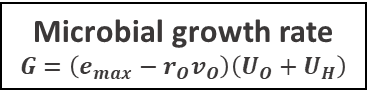 Microbial growth rate
G = (e_max − r_O v_O)(U_O + U_H)